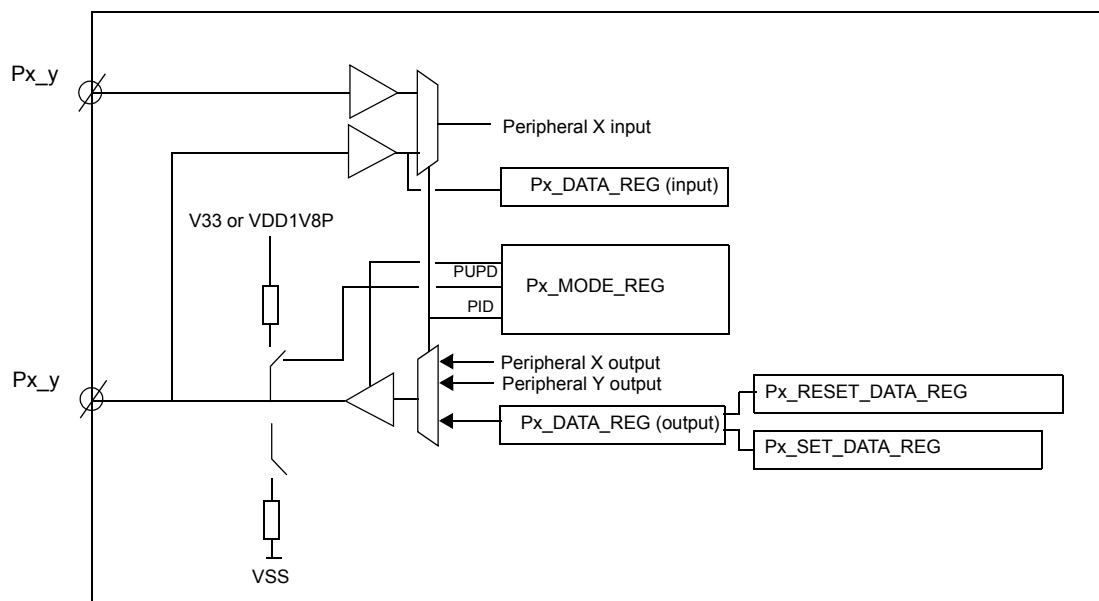 Px_y
Peripheral X input
Px_DATA_REG (input)
V33 or VDD1V8P
PUPD
Px_MODE_REG
PID
Px_y
Peripheral X output
Peripheral Y output
Px_DATA_REG (output)
Px_RESET_DATA_REG
Px_SET_DATA_REG
VSS